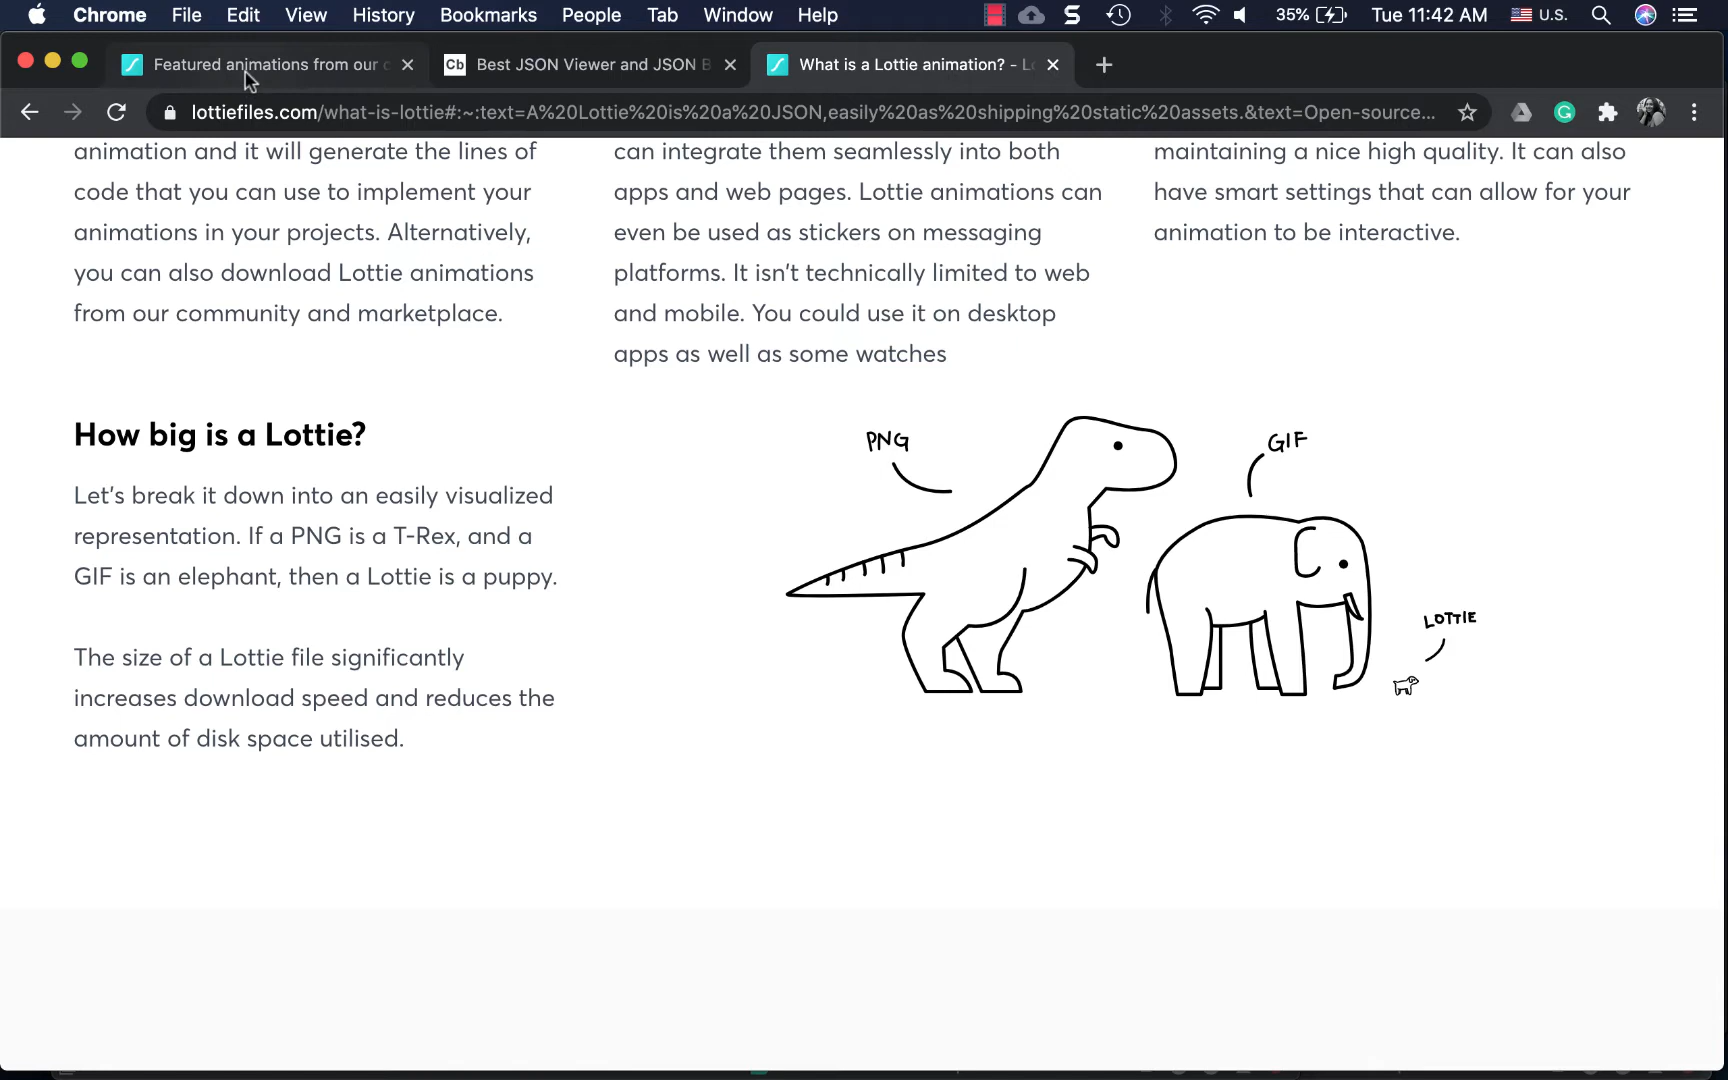 Chrome File Edit View History Bookmarks People Tab Window Help S 35% Tue 11:42 AM U.S.
Featured animations from our c
Cb Best JSON Viewer and JSON B
What is a Lottie animation? - Lo
lottiefiles.com/what-is-lottie#:~:text=A%20Lottie%20is%20a%20JSON,easily%20as%20shipping%20static%20assets.&text=Open-source...
animation and it will generate the lines of
code that you can use to implement your
animations in your projects. Alternatively,
you can also download Lottie animations
from our community and marketplace.
can integrate them seamlessly into both
apps and web pages. Lottie animations can
even be used as stickers on messaging
platforms. It isn't technically limited to web
and mobile. You could use it on desktop
apps as well as some watches
maintaining a nice high quality. It can also
have smart settings that can allow for your
animation to be interactive.
How big is a Lottie?
Let's break it down into an easily visualized
representation. If a PNG is a T-Rex, and a
GIF is an elephant, then a Lottie is a puppy.
The size of a Lottie file significantly
increases download speed and reduces the
amount of disk space utilised.
PNG
GIF
LOTTIE